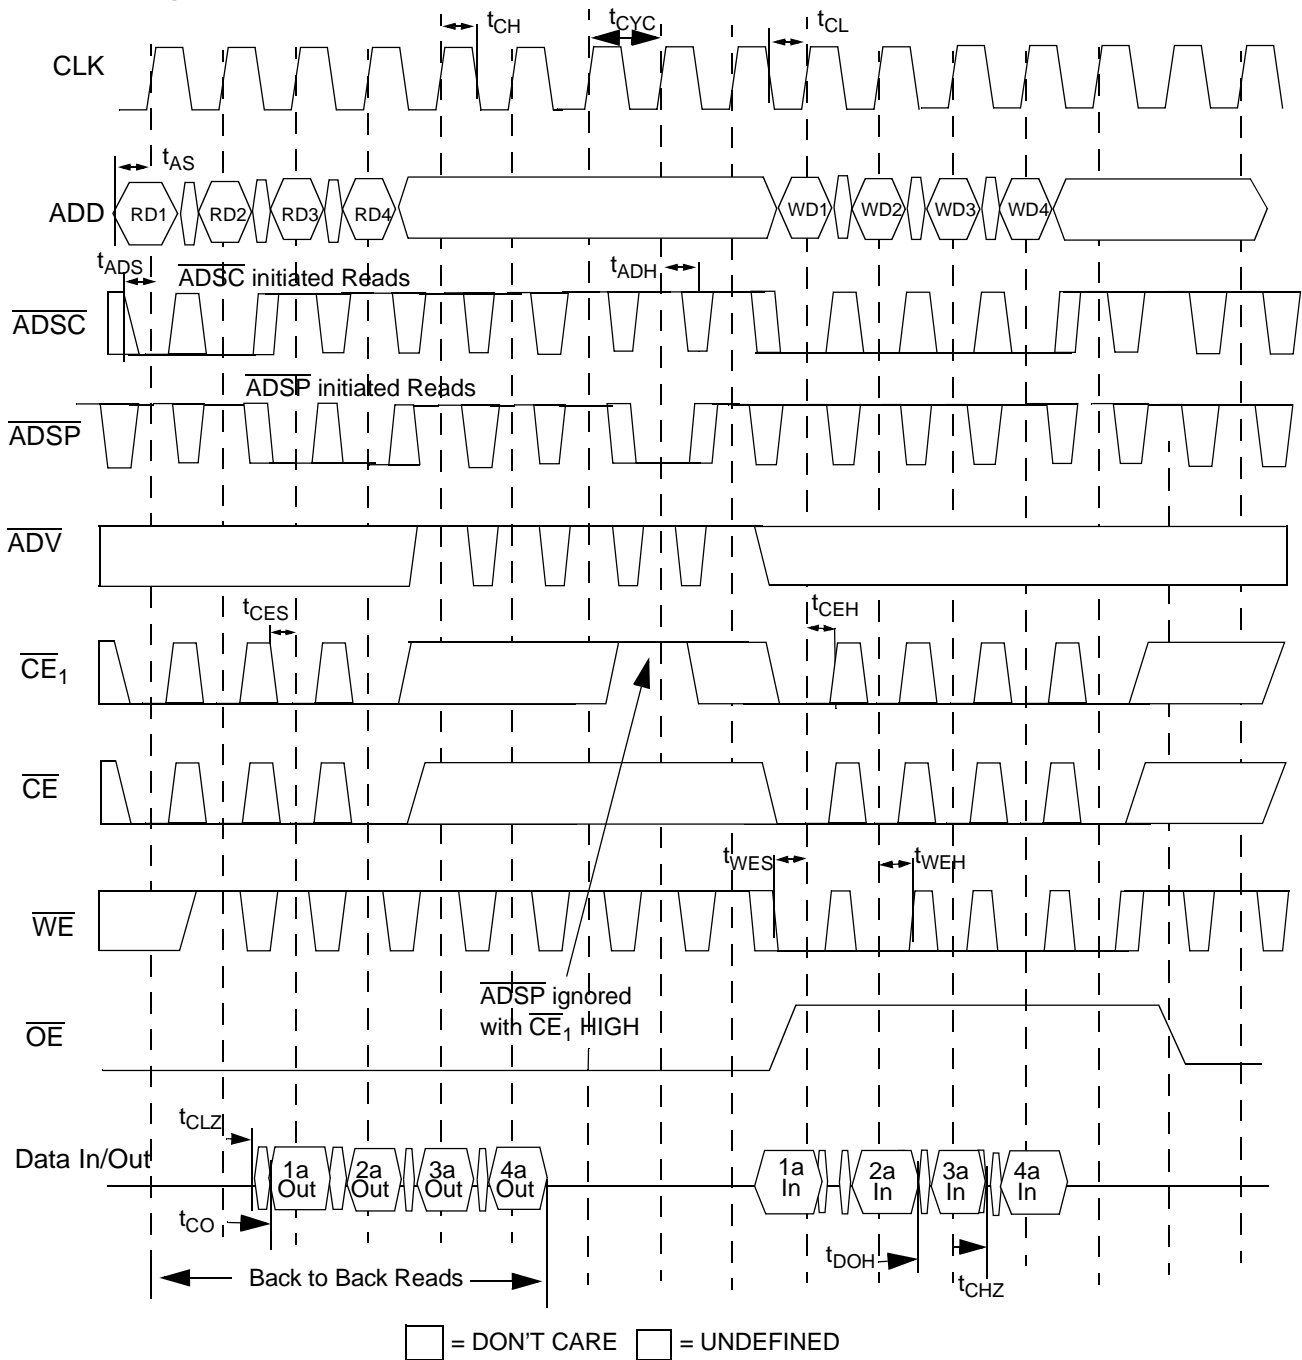 tCH
tCYC
tCL
CLK
tAS
ADD
RD1
RD2
RD3
RD4
WD1
WD2
WD3
WD4
tADS
ADSC initiated Reads
tADH
ADSC
ADSP initiated Reads
ADSP
ADV
tCES
tCEH
CE1
CE
tWES
tWEH
WE
ADSP ignored
with CE1 HIGH
OE
tCLZ
Data In/Out
1a Out
2a Out
3a Out
4a Out
1a In
2a In
3a In
4a In
tCO
tDOH
tCHZ
Back to Back Reads
= DON'T CARE
= UNDEFINED